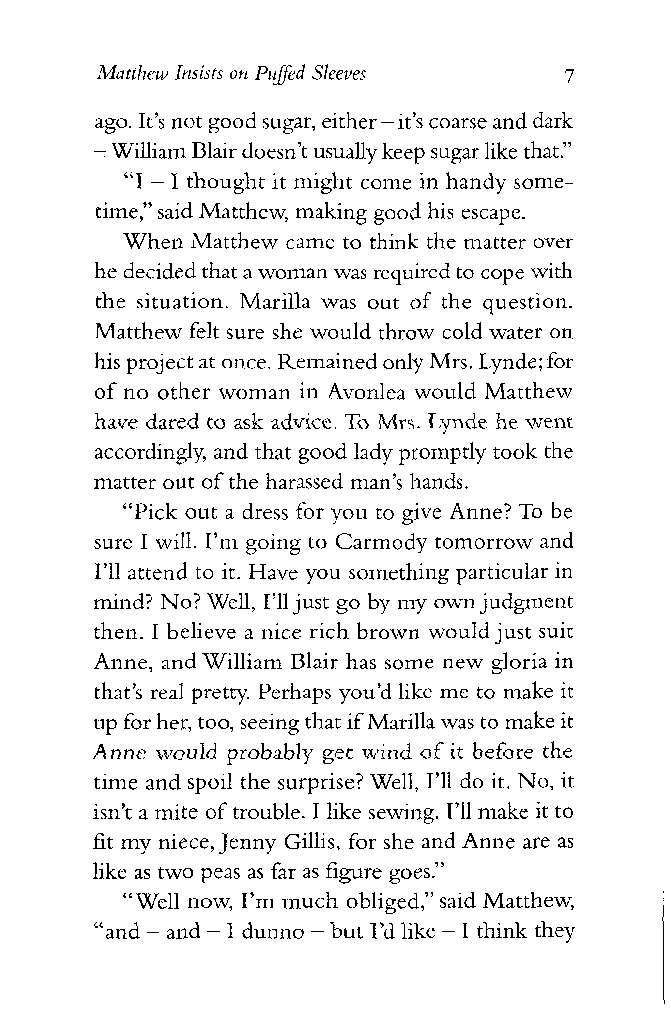 Matthew Insists on Puffed Sleeves 7
ago. It's not good sugar, either – it's coarse and dark
– William Blair doesn't usually keep sugar like that."
"I – I thought it might come in handy some-
time," said Matthew, making good his escape.
When Matthew came to think the matter over
he decided that a woman was required to cope with
the situation. Marilla was out of the question.
Matthew felt sure she would throw cold water on
his project at once. Remained only Mrs. Lynde; for
of no other woman in Avonlea would Matthew
have dared to ask advice. To Mrs. Lynde he went
accordingly, and that good lady promptly took the
matter out of the harassed man's hands.
"Pick out a dress for you to give Anne? To be
sure I will. I'm going to Carmody tomorrow and
I'll attend to it. Have you something particular in
mind? No? Well, I'll just go by my own judgment
then. I believe a nice rich brown would just suit
Anne, and William Blair has some new gloria in
that's real pretty. Perhaps you'd like me to make it
up for her, too, seeing that if Marilla was to make it
Anne would probably get wind of it before the
time and spoil the surprise? Well, I'll do it. No, it
isn't a mite of trouble. I like sewing. I'll make it to
fit my niece, Jenny Gillis, for she and Anne are as
like as two peas as far as figure goes."
"Well now, I'm much obliged," said Matthew,
"and – and – I dunno – but I'd like – I think they